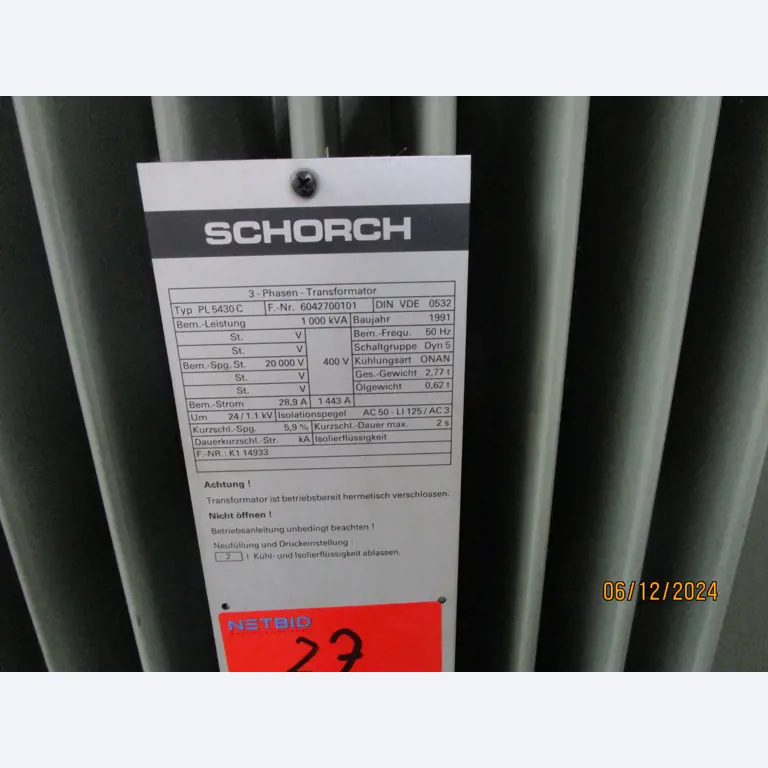 SCHORCH
3 - Phasen - Transformator
Typ PL 5430 C F.-Nr. 6042700101 DIN VDE 0532
Bem.-Leistung 1 000 kVA Baujahr 1991
St. V Bem.-Frequ. 50 Hz
St. V Schaltgruppe Dyn 5
Bem.-Spg. St. 20 000 V 400 V Kühlungsart ONAN
St. V Ges.-Gewicht 2,77 t
St. V Ölgewicht 0,62 t
Bem.-Strom 28,9 A 1 443 A
Um 24 / 1.1 kV Isolationspegel AC 50 - LI 125 / AC 3
Kurzschl.-Spg. 5,9 % Kurzschl.-Dauer max. 2 s
Dauerkurzschl.-Str. kA Isolierflüssigkeit
F.-NR.: K1 14933
Achtung !
Transformator ist betriebsbereit hermetisch verschlossen.
Nicht öffnen !
Betriebsanleitung unbedingt beachten !
Neufüllung und Druckeinstellung :
2 ! Kühl- und Isolierflüssigkeit ablassen.
NETBID
27
06/12/2024